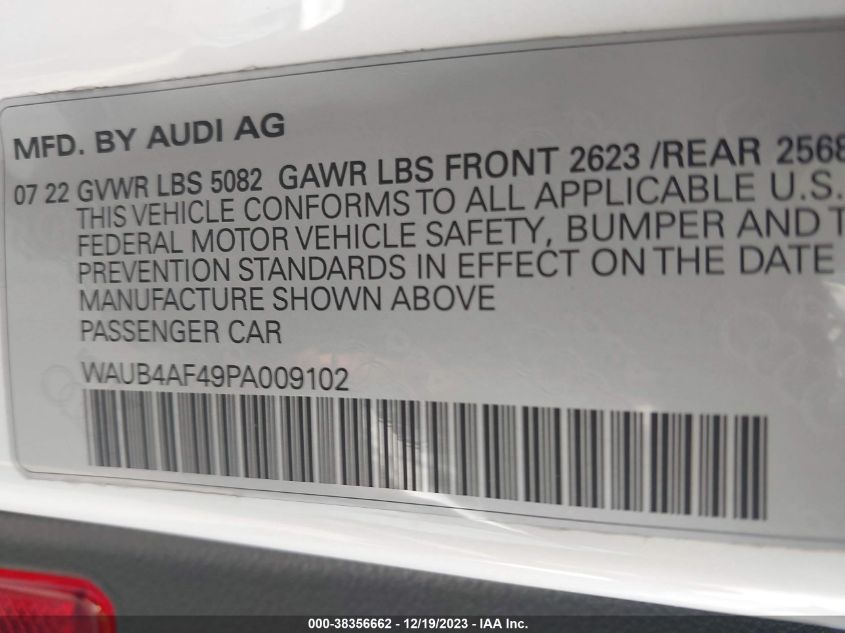 MFD. BY AUDI AG
07 22 GVWR LBS 5082 GAWR LBS FRONT 2623 /REAR 2568
THIS VEHICLE CONFORMS TO ALL APPLICABLE U.S.
FEDERAL MOTOR VEHICLE SAFETY, BUMPER AND T
PREVENTION STANDARDS IN EFFECT ON THE DATE
MANUFACTURE SHOWN ABOVE
PASSENGER CAR
WAUB4AF49PA009102
000-38356662 - 12/19/2023 - IAA Inc.